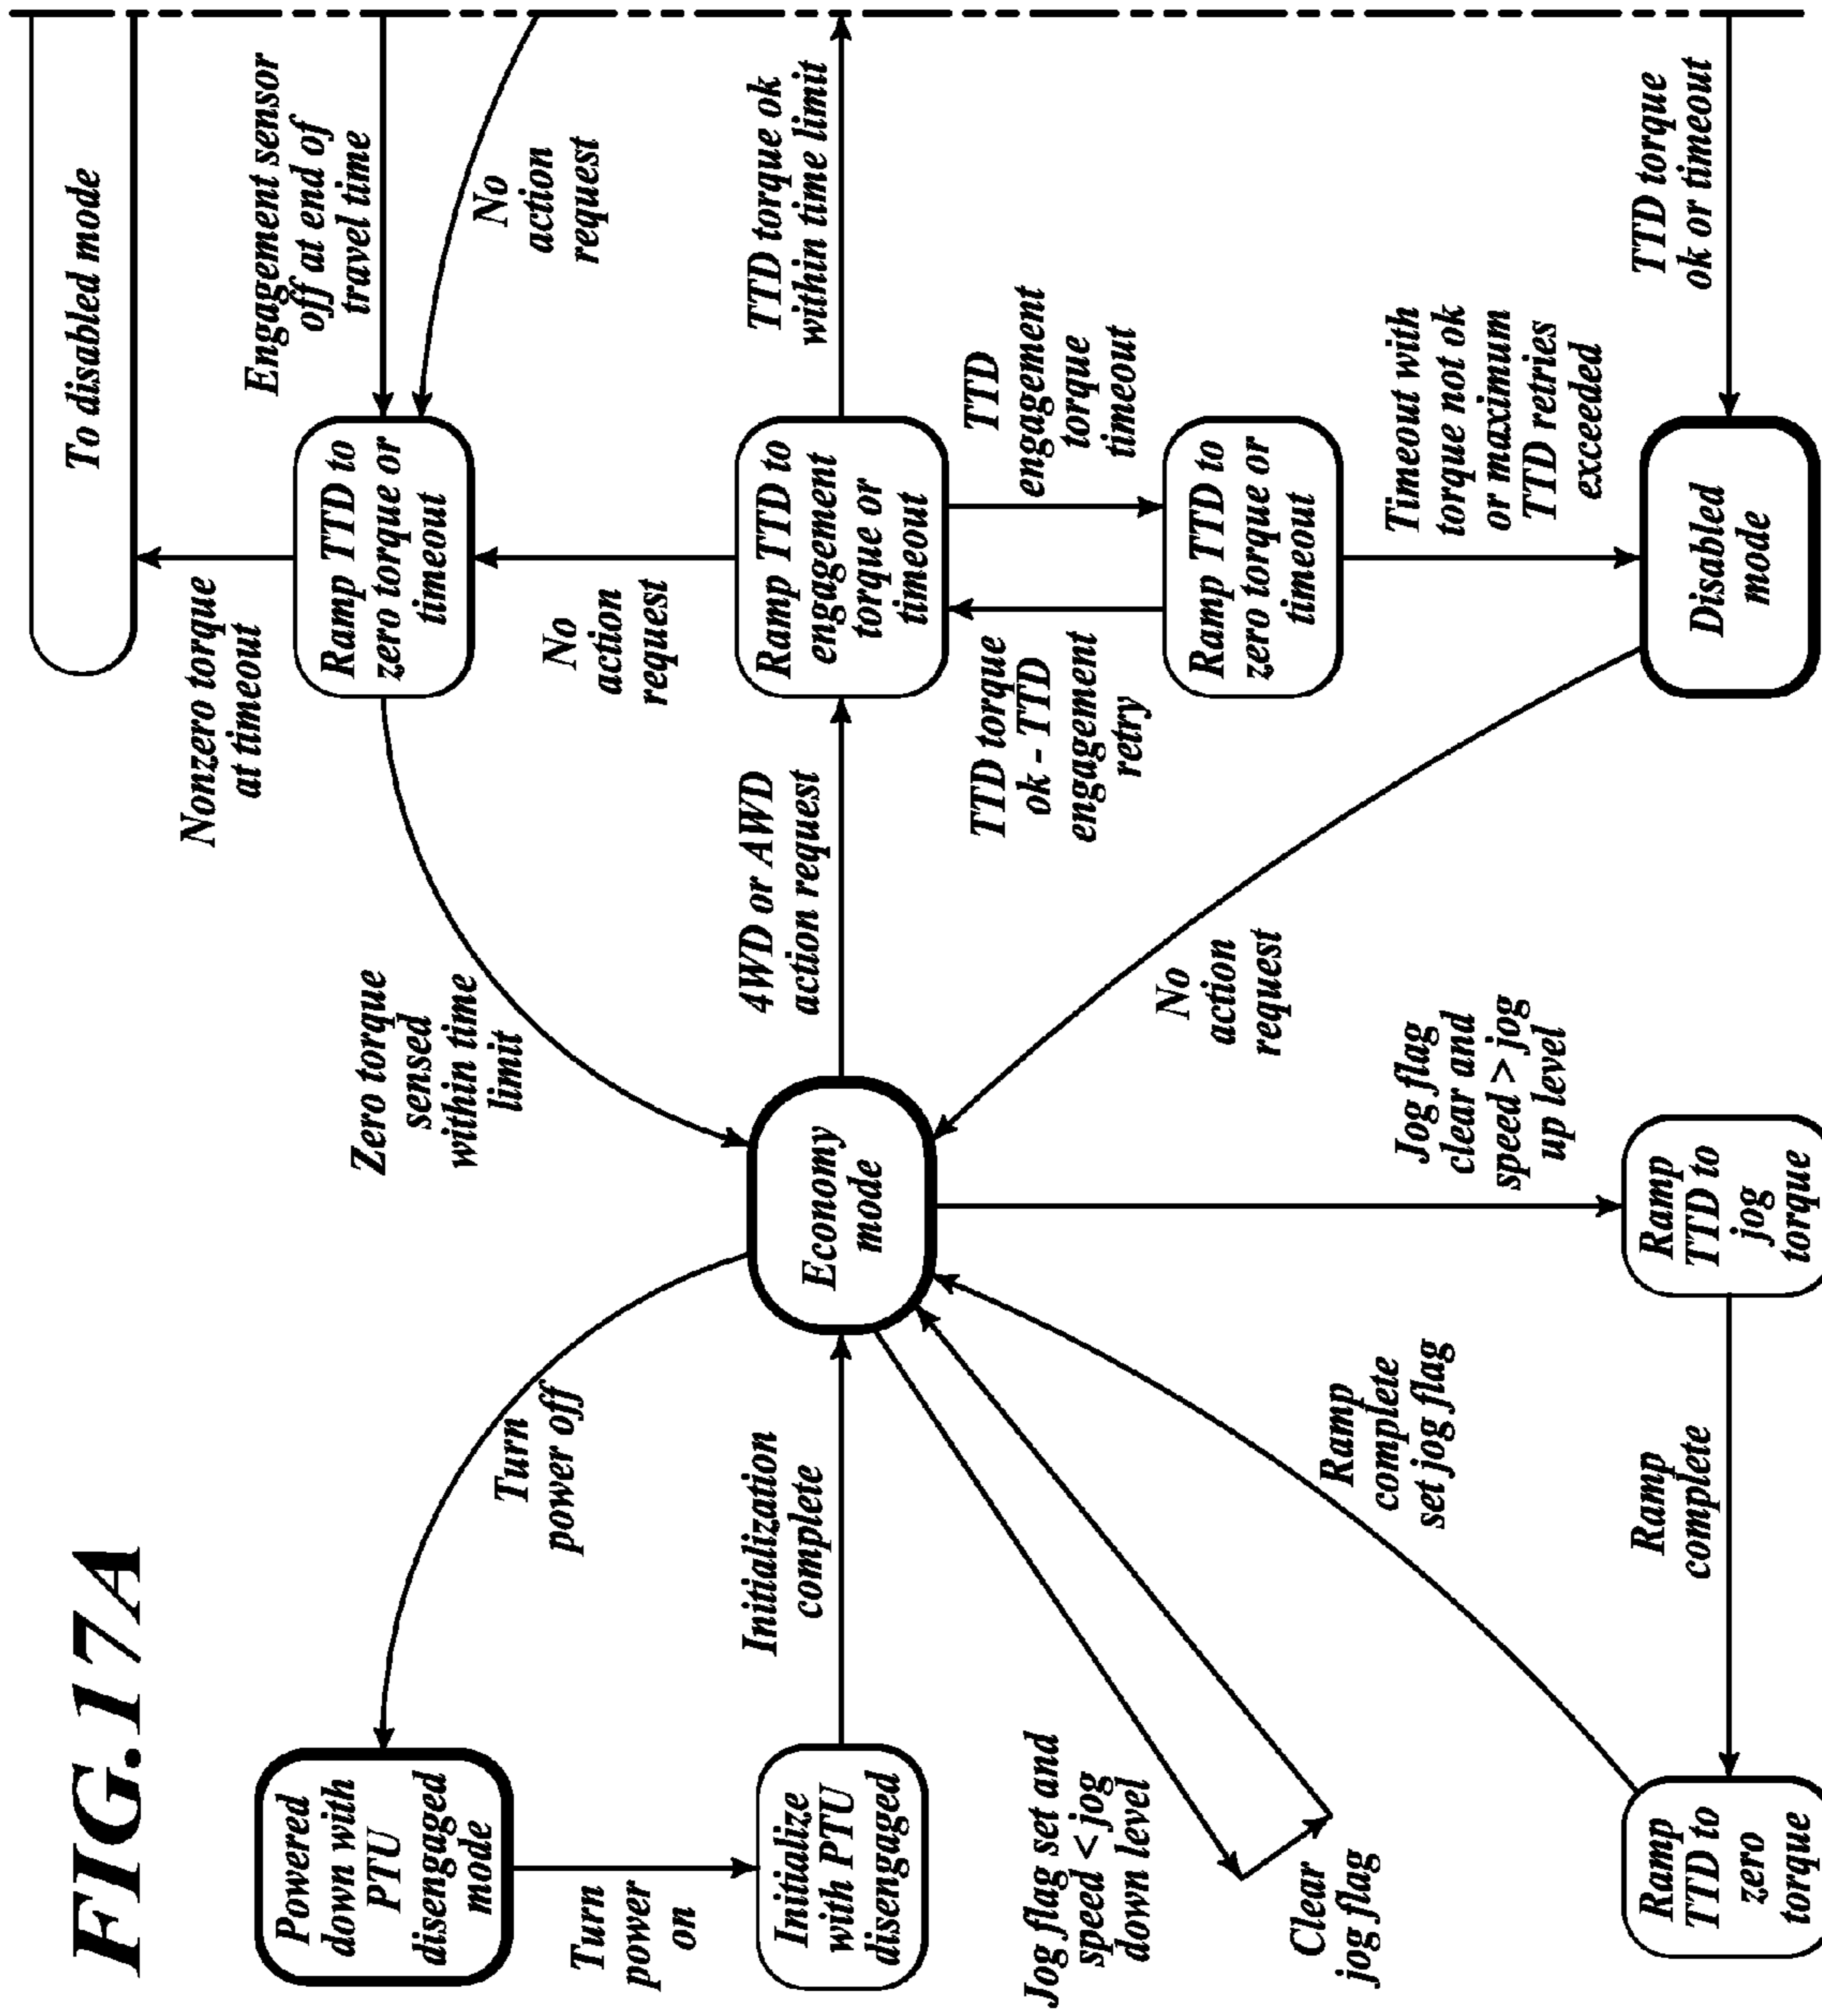 FIG.17A
To disabled mode
Powered
down with
PTU
disengaged
mode
Turn
power off
Zero torque
sensed
within time
limit
Nonzero torque
at timeout
Ramp TTD to
zero torque or
timeout
Engagement sensor
off at end of
travel time
No
action
request
Turn
power
on
No
action
request
Initialize
with PTU
disengaged
Initialization
complete
Economy
mode
4WD or AWD
action request
Ramp TTD to
engagement
torque or
timeout
TTD torque ok
within time limit
Jog flag set and
speed < jog
down level
TTD torque
ok - TTD
engagement
retry
TTD
engagement
torque
timeout
Clear
jog flag
Ramp
complete
set jog flag
No
action
request
Ramp TTD to
zero torque or
timeout
Jog flag
clear and
speed > jog
up level
Timeout with
torque not ok
or maximum
TTD retries
exceeded
Ramp
TTD to
zero
torque
Ramp
complete
Ramp
TTD to
jog
torque
Disabled
mode
TTD torque
ok or timeout